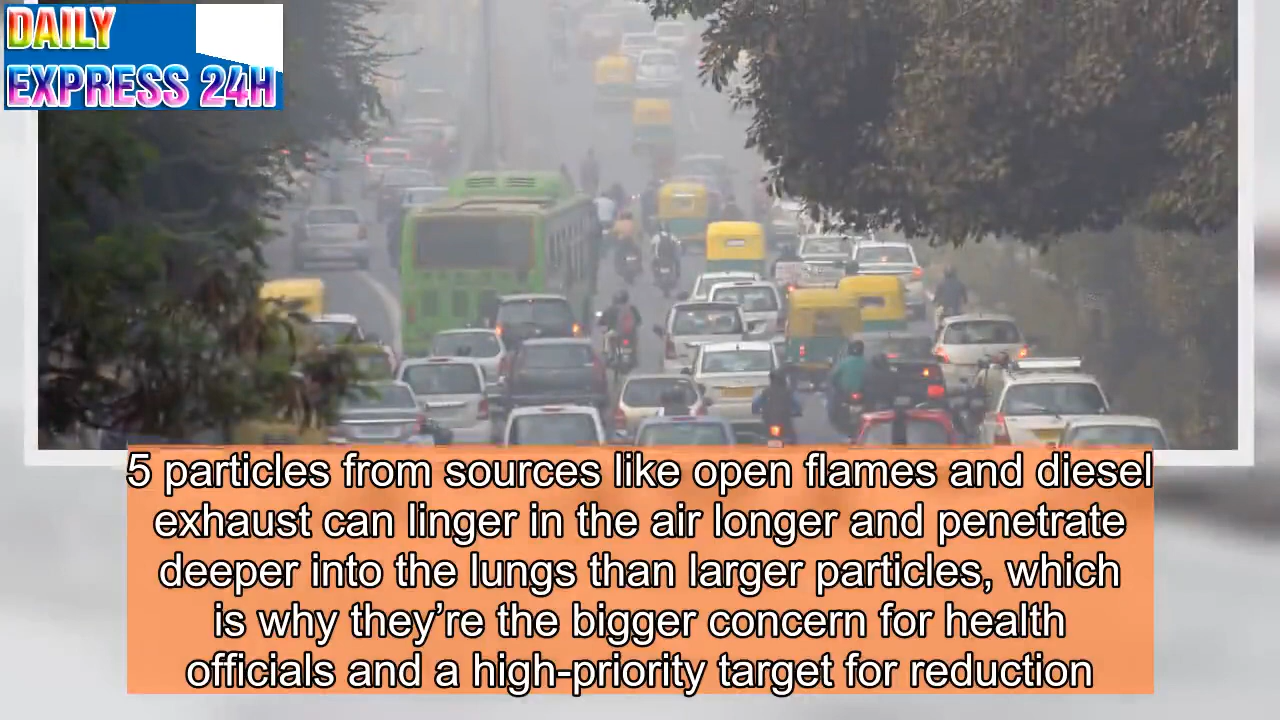 DAILY
EXPRESS 24H
5 particles from sources like open flames and diesel
exhaust can linger in the air longer and penetrate
deeper into the lungs than larger particles, which
is why they’re the bigger concern for health
officials and a high-priority target for reduction